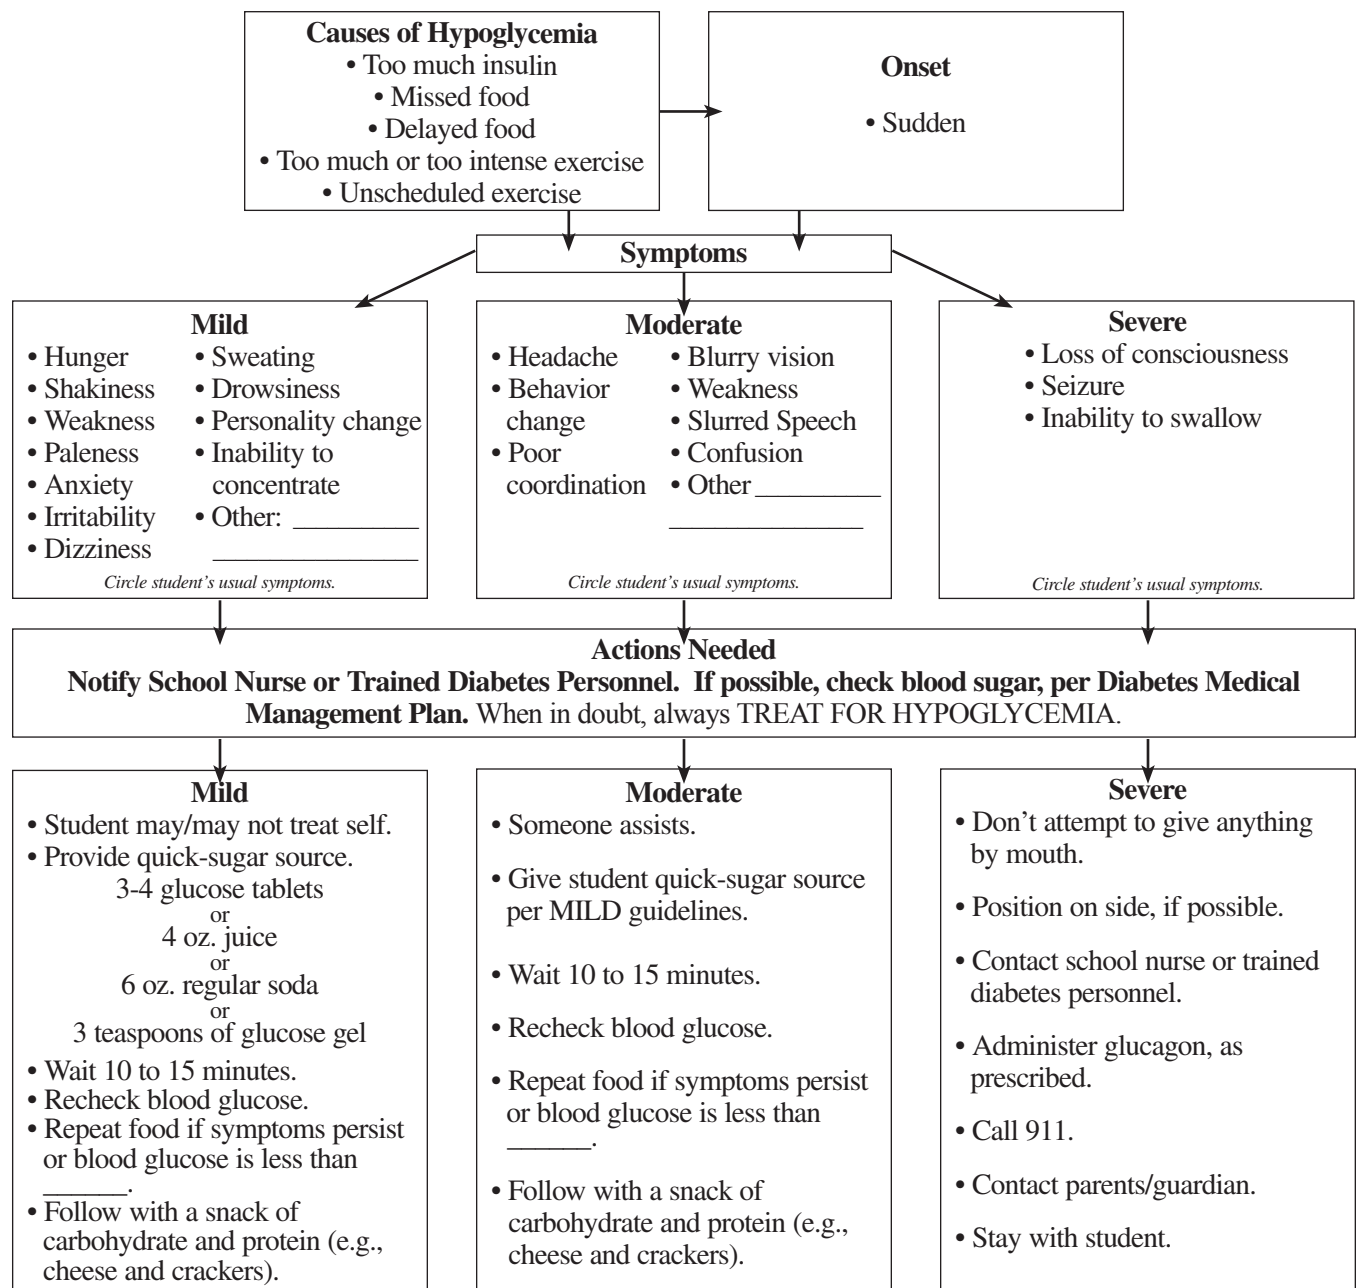 Causes of Hypoglycemia
• Too much insulin
• Missed food
• Delayed food
• Too much or too intense exercise
• Unscheduled exercise
Onset
• Sudden
Symptoms
Mild
• Hunger
• Shakiness
• Weakness
• Paleness
• Anxiety
• Irritability
• Dizziness
• Sweating
• Drowsiness
• Personality change
• Inability to
concentrate
• Other: ___________
__________________
Circle student’s usual symptoms.
Moderate
• Headache
• Behavior
change
• Poor
coordination
• Blurry vision
• Weakness
• Slurred Speech
• Confusion
• Other ___________
_________________
Circle student’s usual symptoms.
Severe
• Loss of consciousness
• Seizure
• Inability to swallow
Circle student’s usual symptoms.
Actions Needed
Notify School Nurse or Trained Diabetes Personnel. If possible, check blood sugar, per Diabetes Medical
Management Plan. When in doubt, always TREAT FOR HYPOGLYCEMIA.
Mild
• Student may/may not treat self.
• Provide quick-sugar source.
3-4 glucose tablets
or
4 oz. juice
or
6 oz. regular soda
or
3 teaspoons of glucose gel
• Wait 10 to 15 minutes.
• Recheck blood glucose.
• Repeat food if symptoms persist
or blood glucose is less than
______.
• Follow with a snack of
carbohydrate and protein (e.g.,
cheese and crackers).
Moderate
• Someone assists.
• Give student quick-sugar source
per MILD guidelines.
• Wait 10 to 15 minutes.
• Recheck blood glucose.
• Repeat food if symptoms persist
or blood glucose is less than
______.
• Follow with a snack of
carbohydrate and protein (e.g.,
cheese and crackers).
Severe
• Don’t attempt to give anything
by mouth.
• Position on side, if possible.
• Contact school nurse or trained
diabetes personnel.
• Administer glucagon, as
prescribed.
• Call 911.
• Contact parents/guardian.
• Stay with student.